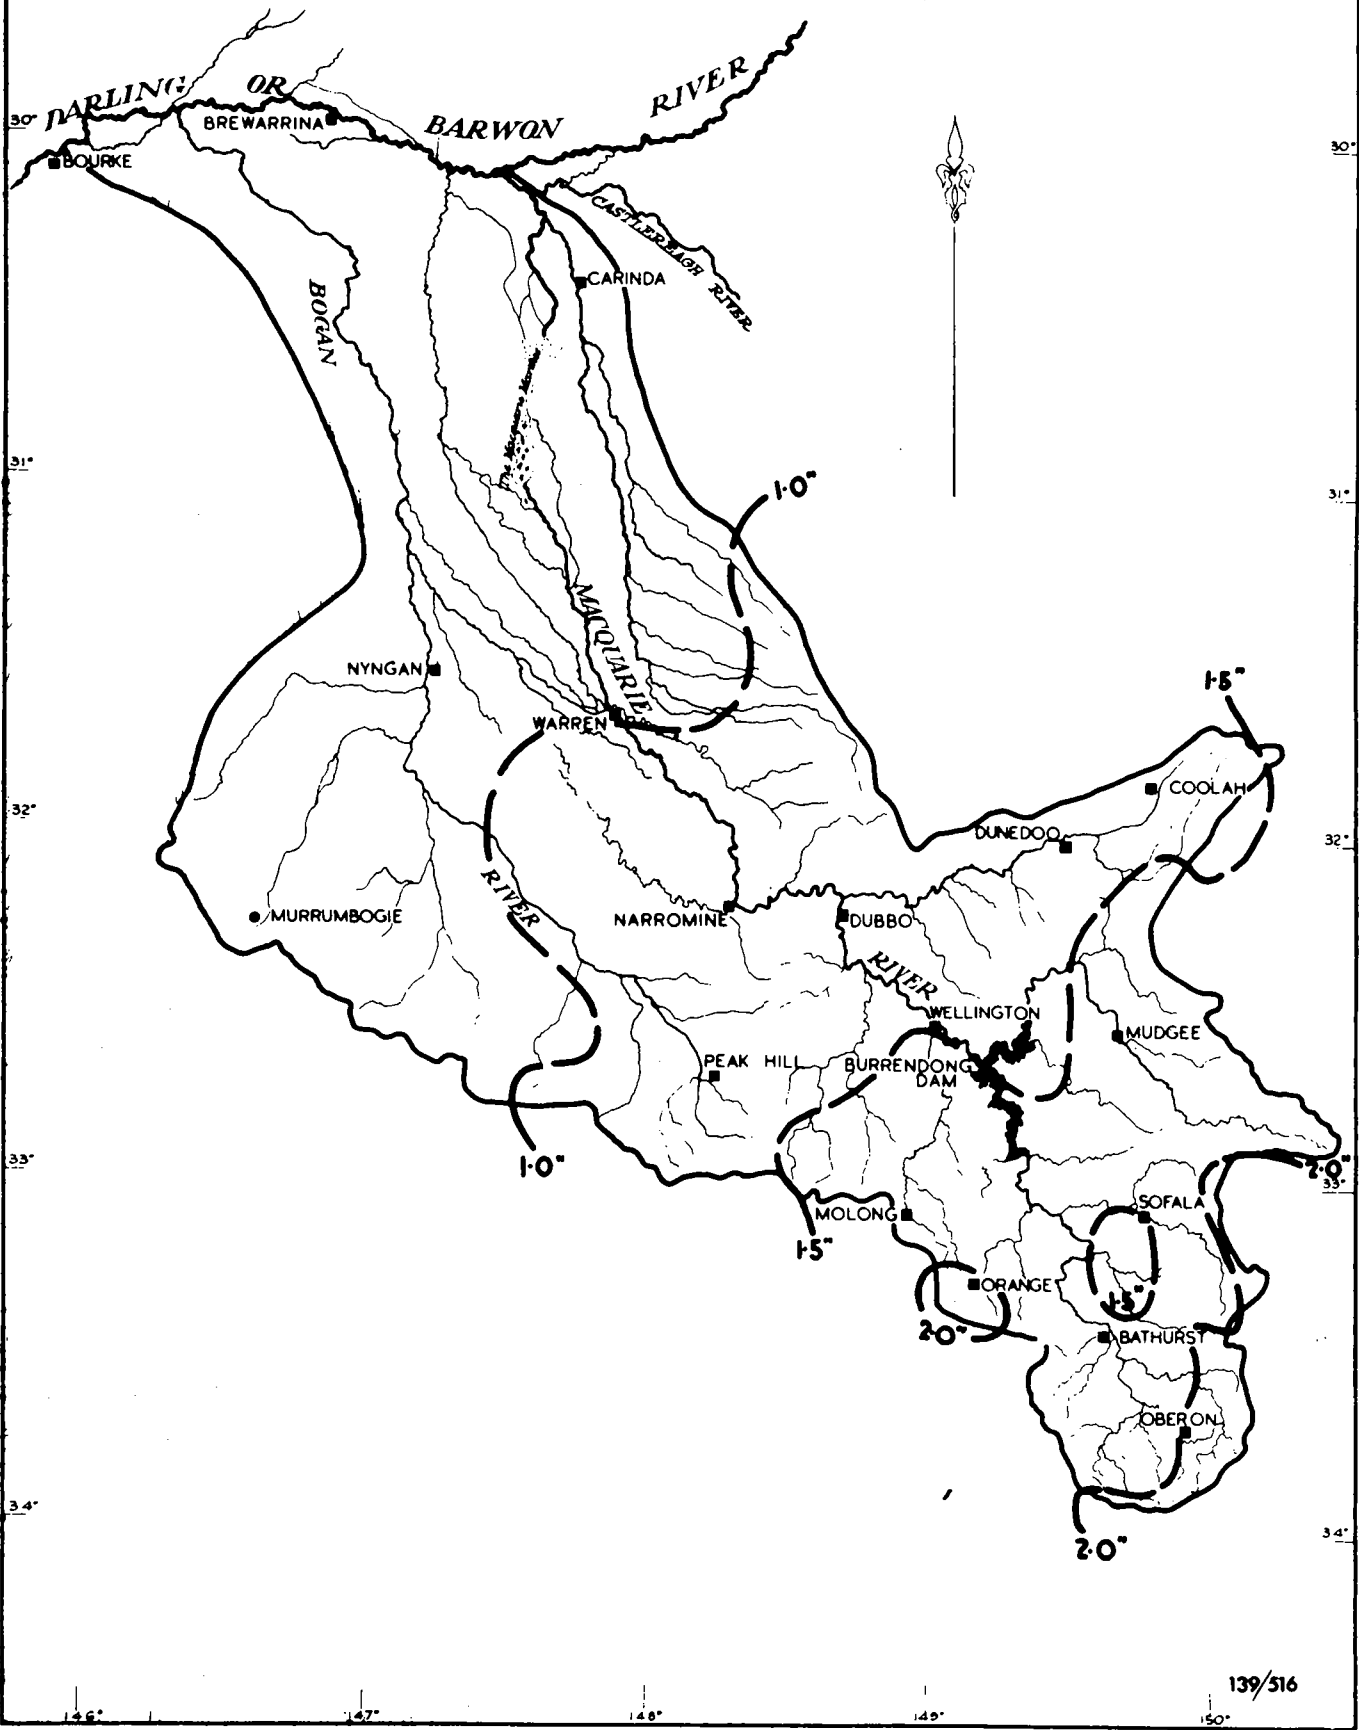 DARLING OR BARWON RIVER
30°
BREWARRINA
BOURKE
30°
CASTLEREAGH RIVER
CARINDA
BOGAN
The Macquarie
31°
1·0"
31°
MACQUARIE
NYNGAN
WARREN
1·5"
COOLAH
32°
DUNEDOO
32°
RIVER
MURRUMBOGIE
NARROMINE
DUBBO
RIVER
WELLINGTON
MUDGEE
PEAK HILL
BURRENDONG
DAM
33°
1·0"
2·0"
33°
SOFALA
MOLONG
1·5"
ORANGE
1·5"
2·0"
BATHURST
OBERON
34°
34°
2·0"
139/516
146°
147°
148°
149°
150°